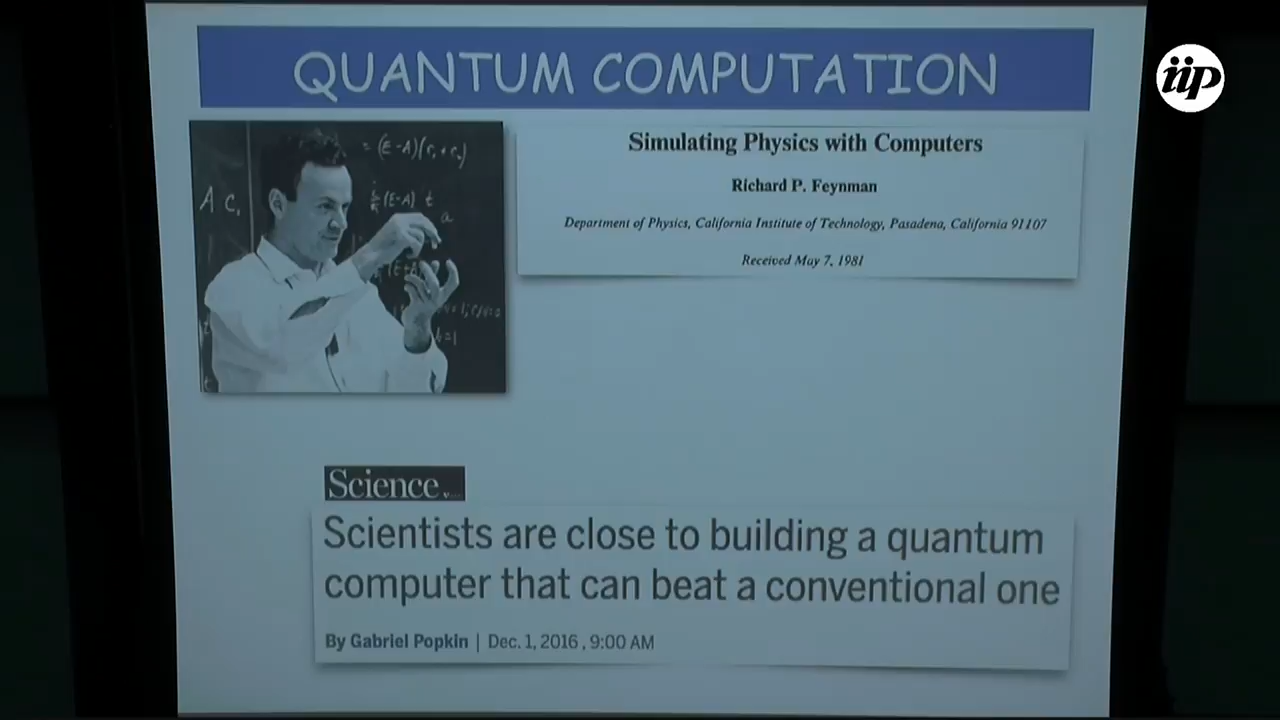 QUANTUM COMPUTATION
iip
= (E-A)(c₁+c₂)
A c,
(E-A) t
a
Simulating Physics with Computers
Richard P. Feynman
Department of Physics, California Institute of Technology, Pasadena, California 91107
Received May 7, 1981
Science
Scientists are close to building a quantum
computer that can beat a conventional one
By Gabriel Popkin | Dec. 1, 2016 , 9:00 AM